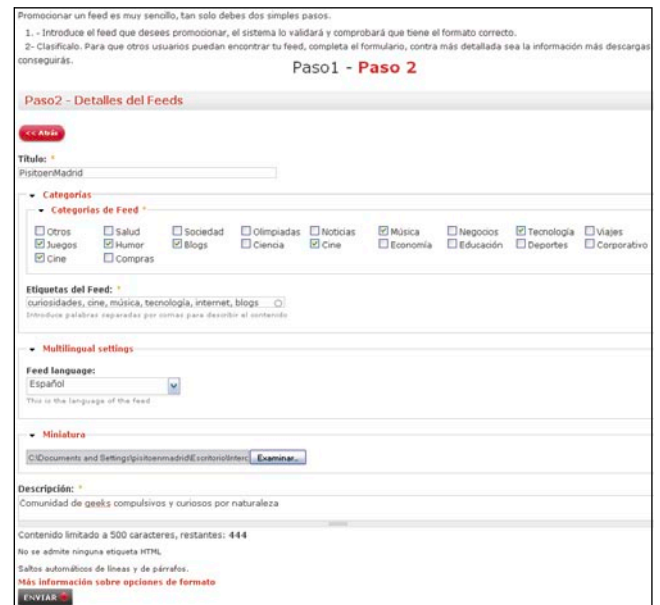 Promocionar un feed es muy sencillo, tan solo debes dos simples pasos.
1. - Introduce el feed que desees promocionar, el sistema lo validará y comprobará que tiene el formato correcto.
2- Clasifícalo. Para que otros usuarios puedan encontrar tu feed, completa el formulario, contra más detallada sea la información más descargas
conseguirás.
Paso1 - Paso 2
Paso2 - Detalles del Feeds
<< Atrás
Título: *
PisitoenMadrid
Categorías
Categorías de Feed *
Otros Salud Sociedad Olimpiadas Noticias Música Negocios Tecnología Viajes
Juegos Humor Blogs Ciencia Cine Economía Educación Deportes Corporativo
Cine Compras
Etiquetas del Feed: *
curiosidades, cine, música, tecnología, internet, blogs
Introduce palabras separadas por comas para describir el contenido
Multilingual settings
Feed language:
Español
This is the language of the feed
Miniatura
C:\Documents and Settings\pisitoenmadrid\Escritorio\Interc Examinar...
Descripción: *
Comunidad de geeks compulsivos y curiosos por naturaleza
Contenido limitado a 500 caracteres, restantes: 444
No se admite ninguna etiqueta HTML
Saltos automáticos de líneas y de párrafos.
Más información sobre opciones de formato
ENVIAR